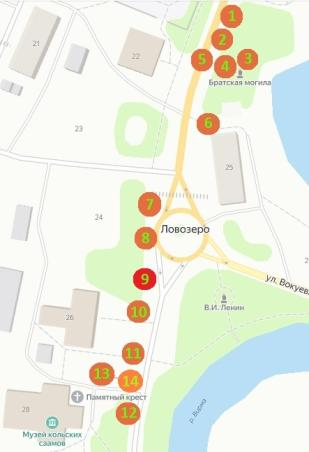 1
2
21
22
5
4
3
Братская могила
6
23
25
7
24
8
Ловозеро
9
ул. Вокуев
10
В.И. Ленин
26
11
13
14
Памятный крест
12
28
Музей кольских
саамов
р. Вирма